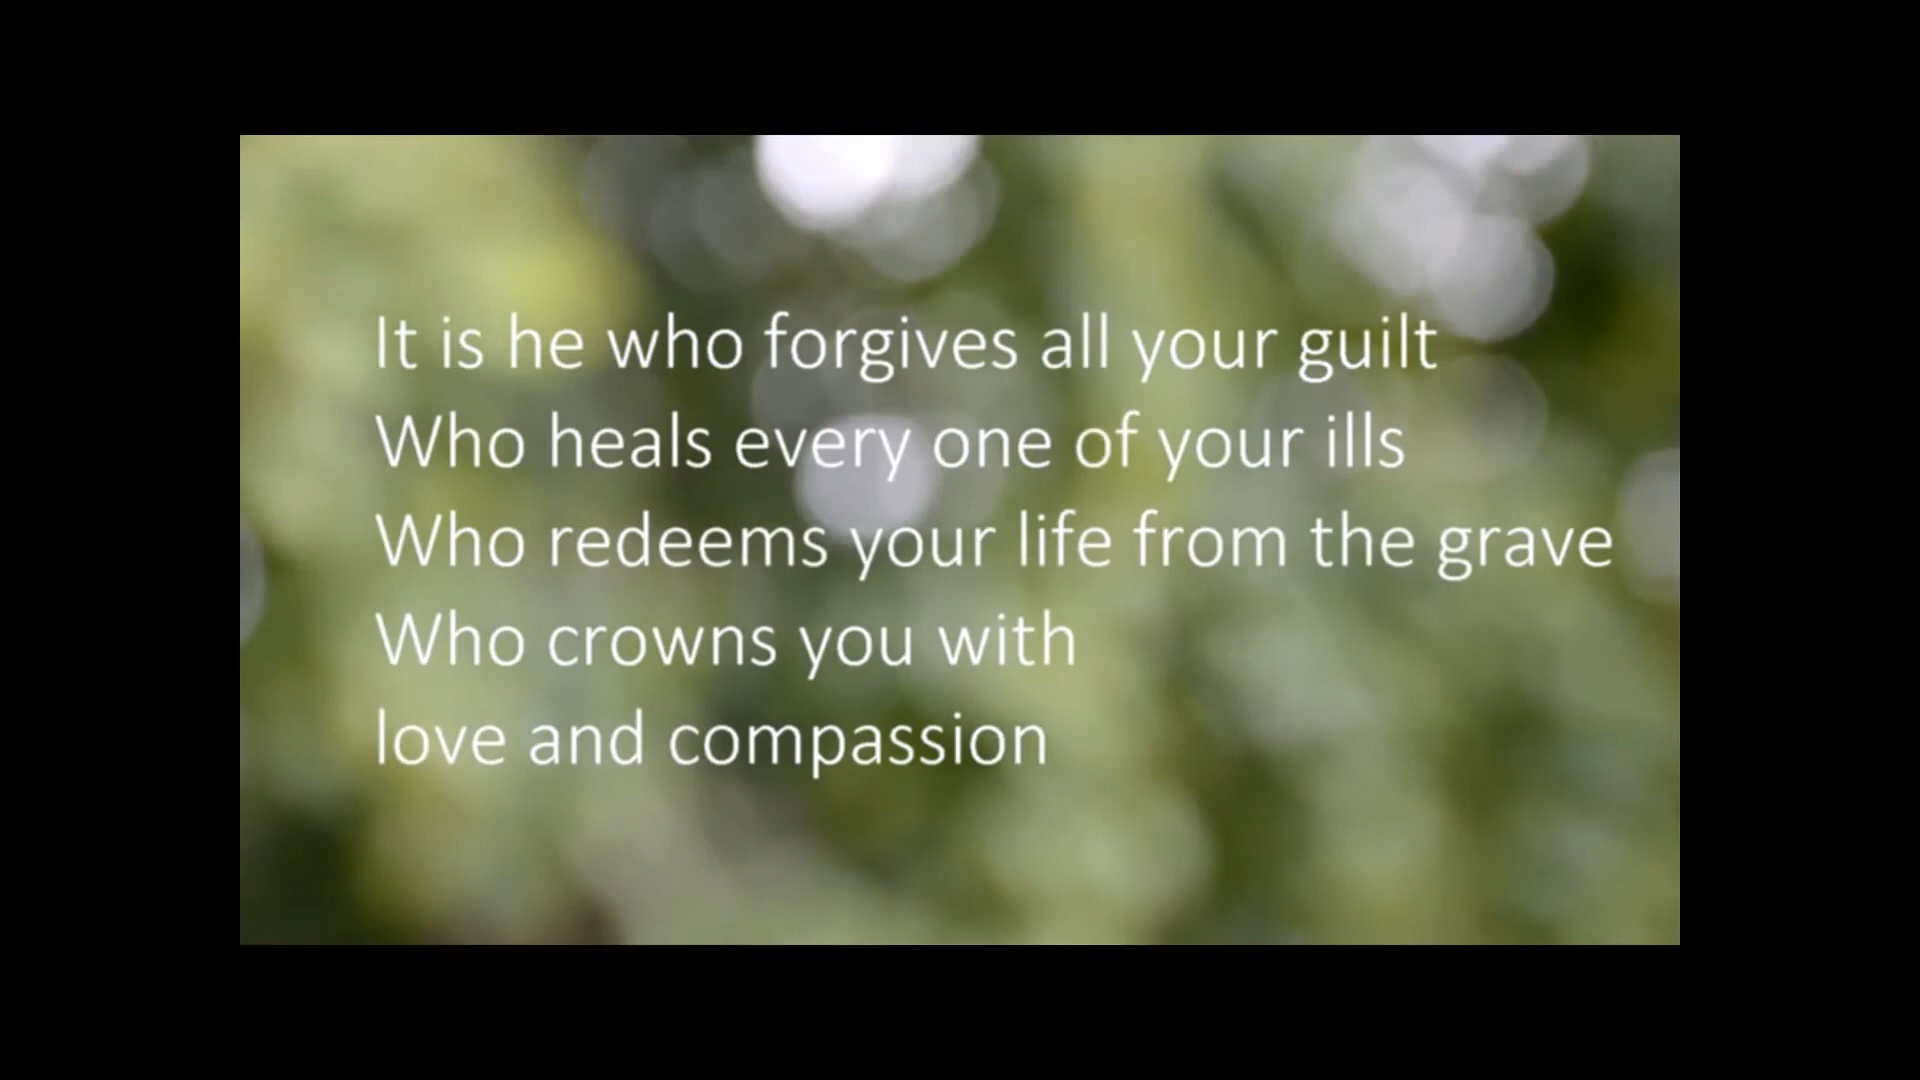 It is he who forgives all your guilt
Who heals every one of your ills
Who redeems your life from the grave
Who crowns you with
love and compassion